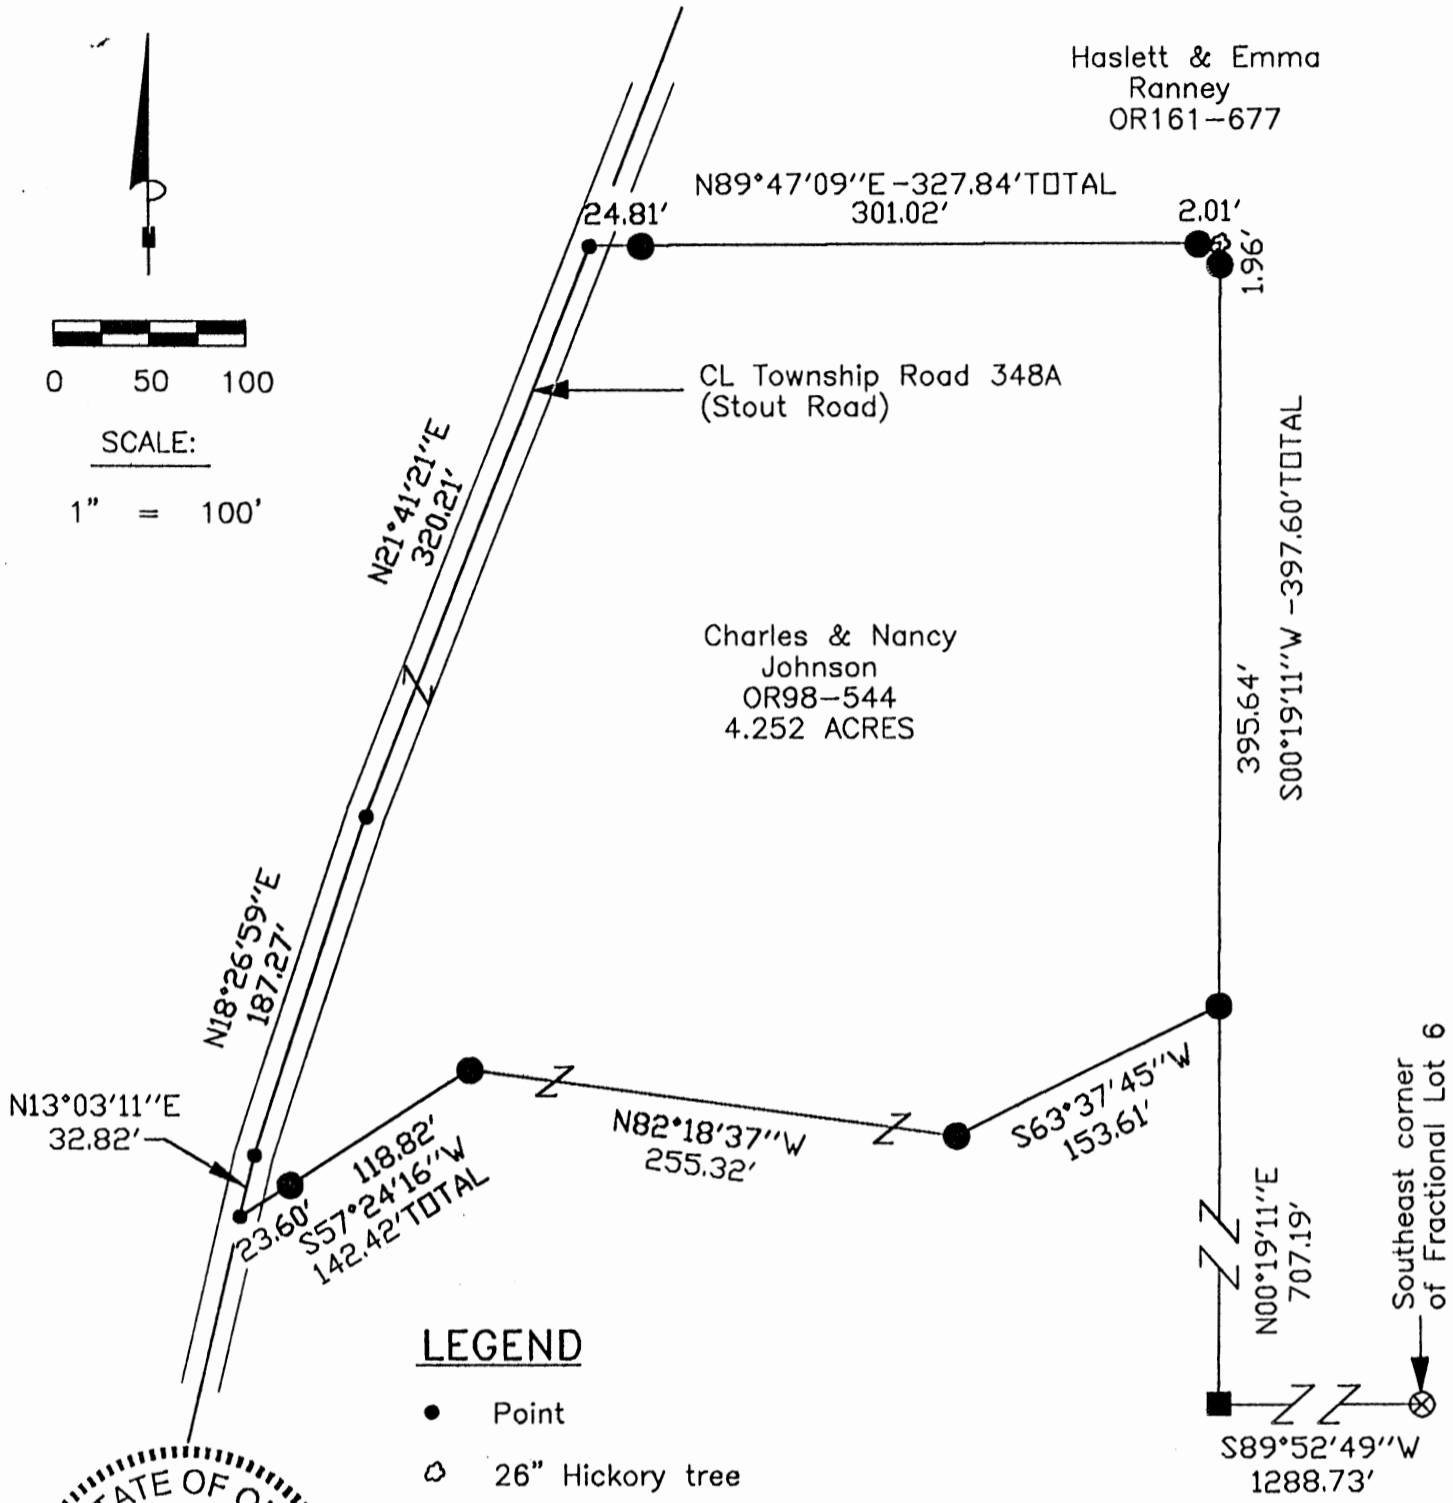 Haslett & Emma
Ranney
OR161-677
N89°47'09"E-327.84'TOTAL
24.81'
301.02'
2.01'
1.96'
0 50 100
SCALE:
1" = 100'
CL Township Road 348A
(Stout Road)
N21°41'21"E
320.21'
S00°19'11"W -397.60'TOTAL
395.64'
Charles & Nancy
Johnson
OR98-544
4.252 ACRES
N18°26'59"E
187.27'
N13°03'11"E
32.82'
118.82'
23.60'
S57°24'16"W
142.42'TOTAL
N82°18'37"W
255.32'
S63°37'45"W
153.61'
N00°19'11"E
707.19'
Southeast corner
of Fractional Lot 6
S89°52'49"W
1288.73'
LEGEND
Point
26" Hickory tree
STATE OF O